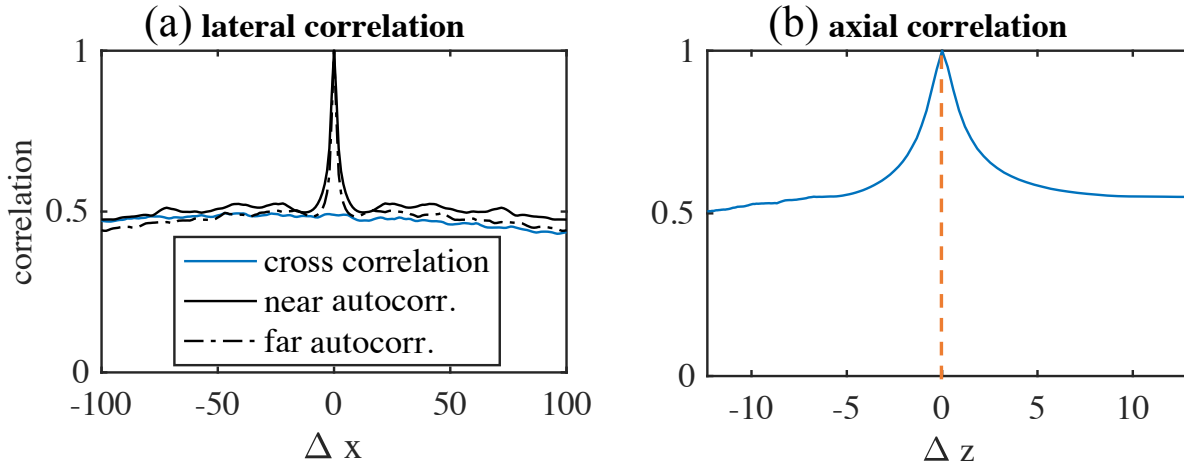 (a) lateral correlation
1
0.5
0
correlation
-100 -50 0 50 100
Δ x
cross correlation
near autocorr.
far autocorr.
(b) axial correlation
1
0.5
0
-10 -5 0 5 10
Δ z